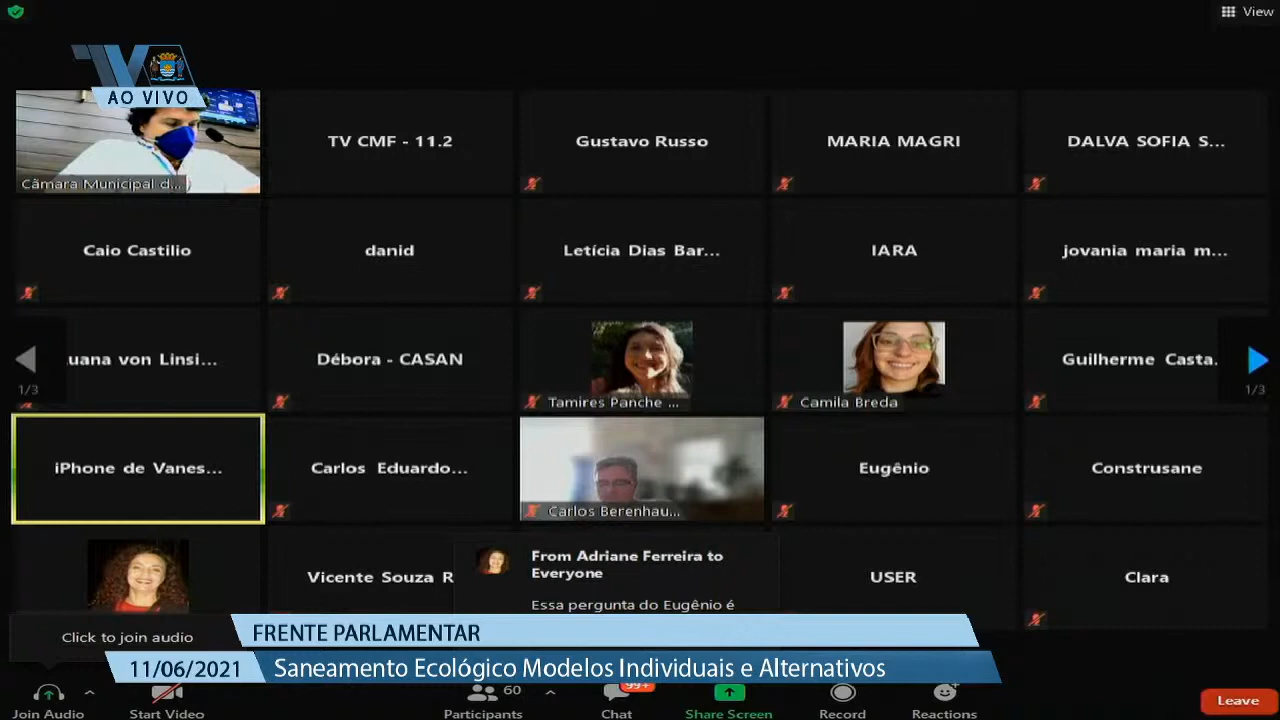 View
AO VIVO
Câmara Municipal d...
TV CMF - 11.2
Gustavo Russo
MARIA MAGRI
DALVA SOFIA S...
Caio Castilio
danid
Letícia Dias Bar...
IARA
jovania maria m...
uana von Linsi...
Débora - CASAN
Tamires Panche ...
Camila Breda
Guilherme Casta.
1/3
1/3
iPhone de Vanes...
Carlos Eduardo...
Carlos Berenhau...
Eugênio
Construsane
Vicente Souza R
From Adriane Ferreira to
Everyone
Essa pergunta do Eugênio é
USER
Clara
Click to join audio
FRENTE PARLAMENTAR
11/06/2021
Saneamento Ecológico Modelos Individuais e Alternativos
Join Audio
Start Video
60
Participants
99+
Chat
Share Screen
Record
Reactions
Leave